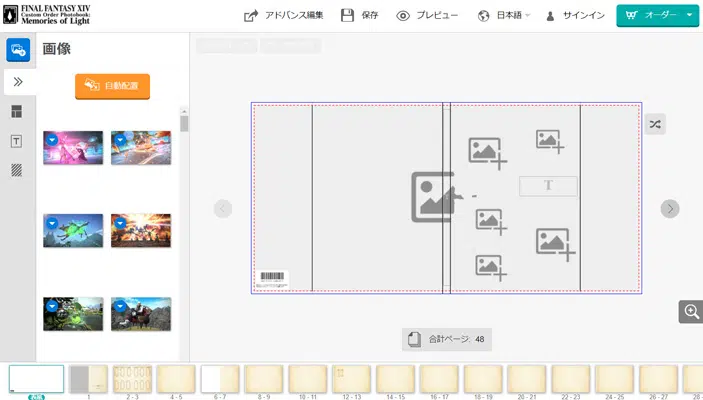 FINAL FANTASY XIV
Custom Order Photobook:
Memories of Light
アドバンス編集
保存
プレビュー
日本語
サインイン
オーダー
画像
自動配置
T
T
合計ページ: 48
表紙
1
2 - 3
4 - 5
6 - 7
8 - 9
10 - 11
12 - 13
14 - 15
16 - 17
18 - 19
20 - 21
22 - 23
24 - 25
26 - 27
28 -